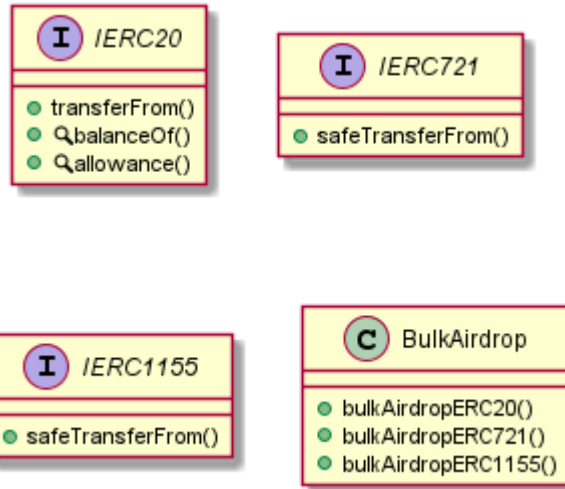 I IERC20
transferFrom()
🔍balanceOf()
🔍allowance()
I IERC721
safeTransferFrom()
I IERC1155
safeTransferFrom()
C BulkAirdrop
bulkAirdropERC20()
bulkAirdropERC721()
bulkAirdropERC1155()